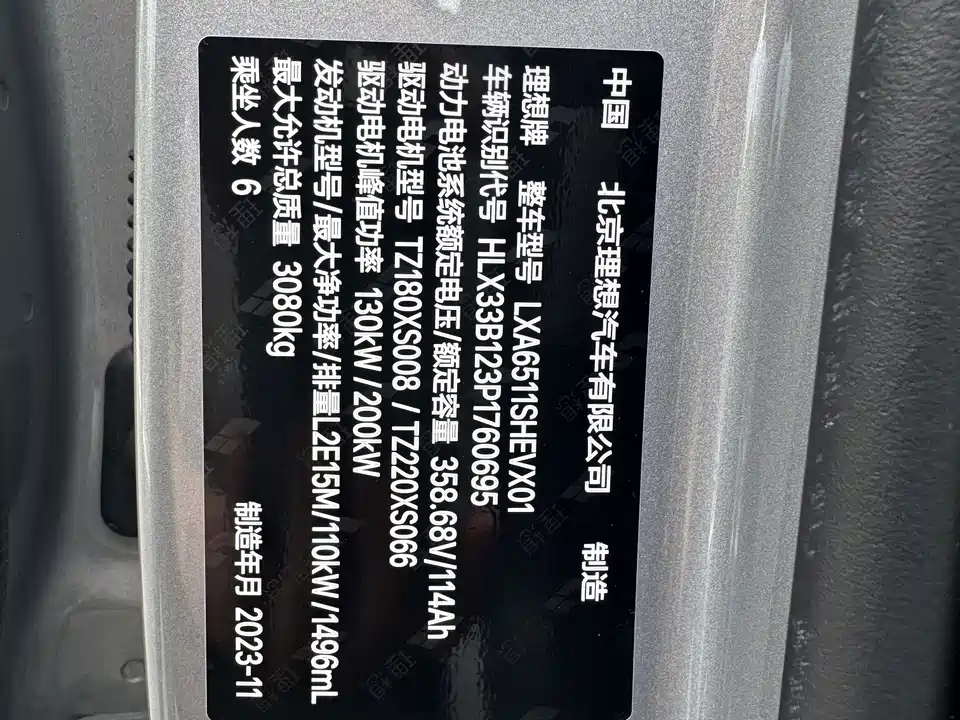 中国 北京理想汽车有限公司 制造
理想牌 整车型号 LXA6511SHEVX01
车辆识别代号 HLX33B123P1760695
动力电池系统额定电压/额定容量 358.68V/114Ah
驱动电机型号 TZ180XS008 / TZ220XS066
驱动电机峰值功率 130kW/200kW
发动机型号/最大净功率/排量L2E15M/110kW/1496mL
最大允许总质量 3080kg
乘坐人数 6 制造年月 2023-11